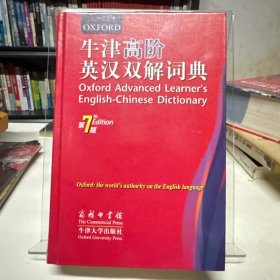 OXFORD
牛津高阶
英汉双解词典
Oxford Advanced Learner's
English-Chinese Dictionary
第7版
th Edition
Oxford: the world's authority on the English language
商务印书馆
The Commercial Press
牛津大学出版社
Oxford University Press